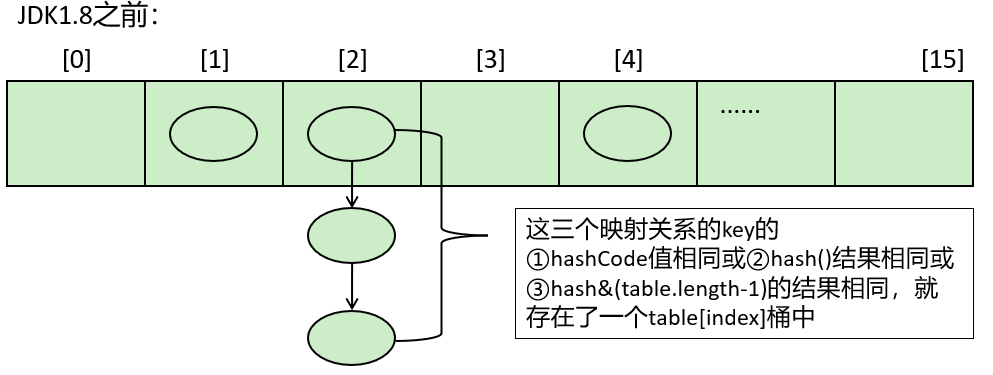 JDK1.8之前：
[0] [1] [2] [3] [4] [15]
......
这三个映射关系的key的
①hashCode值相同或②hash()结果相同或
③hash&(table.length-1)的结果相同，就
存在了一个table[index]桶中